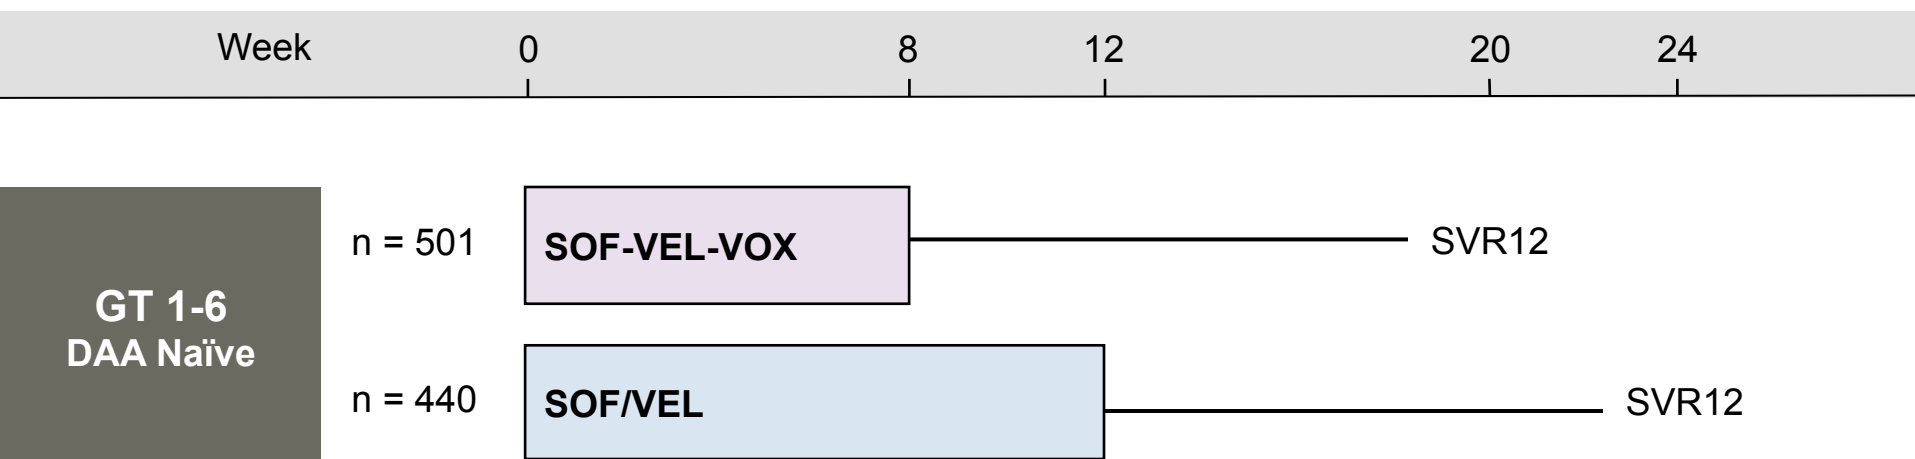 Week 0 8 12 20 24
GT 1-6
DAA Naïve
n = 501 SOF-VEL-VOX SVR12
n = 440 SOF/VEL SVR12